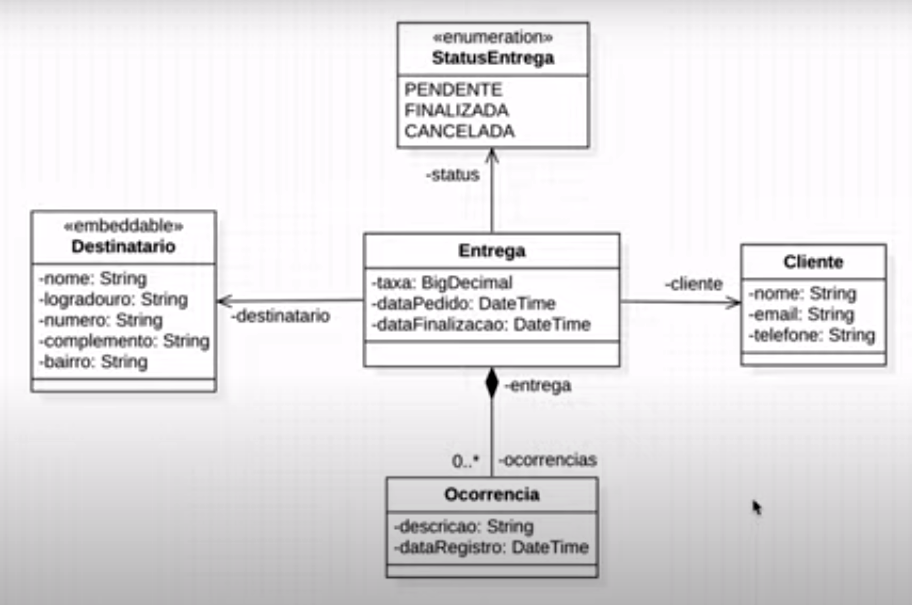 «enumeration»
StatusEntrega
PENDENTE
FINALIZADA
CANCELADA
-status
«embeddable»
Destinatario
-nome: String
-logradouro: String
-numero: String
-complemento: String
-bairro: String
-destinatario
Entrega
-taxa: BigDecimal
-dataPedido: DateTime
-dataFinalizacao: DateTime
-cliente
Cliente
-nome: String
-email: String
-telefone: String
-entrega
0..* -ocorrencias
Ocorrencia
-descricao: String
-dataRegistro: DateTime